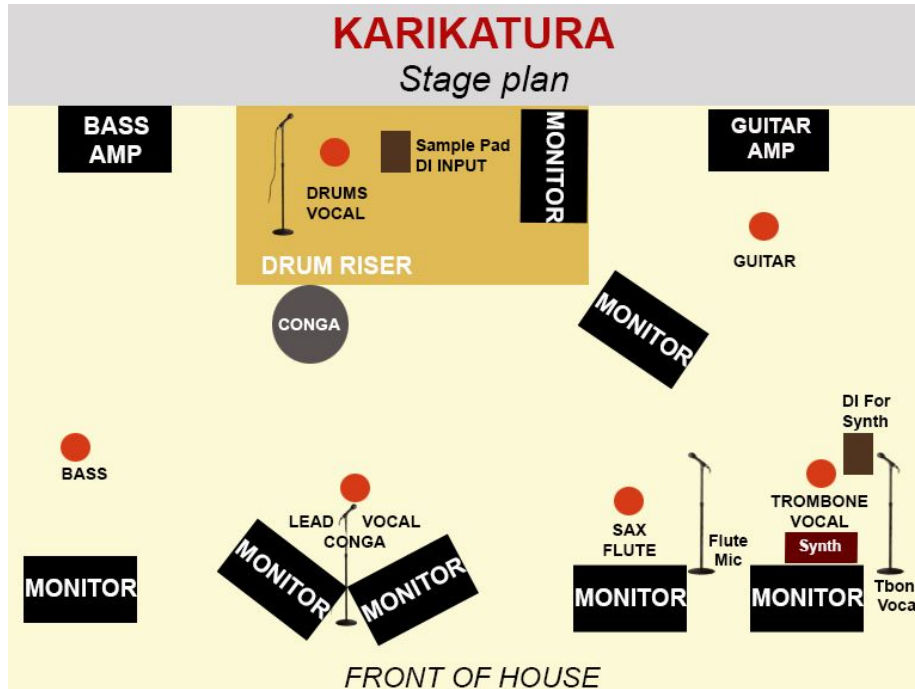 KARIKATURA
Stage plan
BASS
AMP
DRUMS
VOCAL
Sample Pad
DI INPUT
MONITOR
GUITAR
AMP
DRUM RISER
GUITAR
CONGA
MONITOR
DI For
Synth
BASS
LEAD VOCAL
CONGA
SAX
FLUTE
Flute
Mic
TROMBONE
VOCAL
Synth
MONITOR
MONITOR
MONITOR
MONITOR
MONITOR
Tbon
Voca
FRONT OF HOUSE